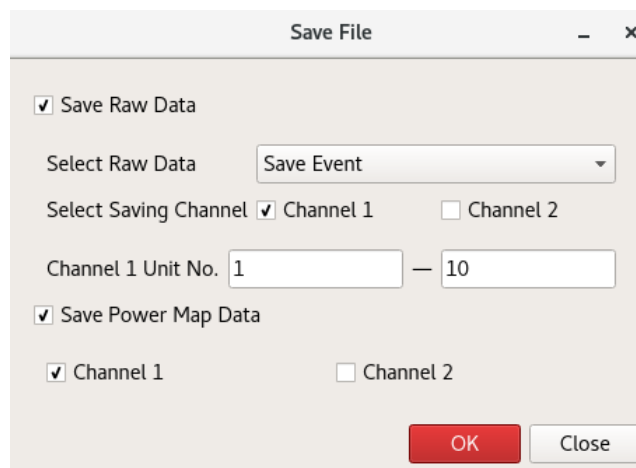 Save File
Save Raw Data
Select Raw Data Save Event
Select Saving Channel Channel 1 Channel 2
Channel 1 Unit No. 1 — 10
Save Power Map Data
Channel 1 Channel 2
OK Close